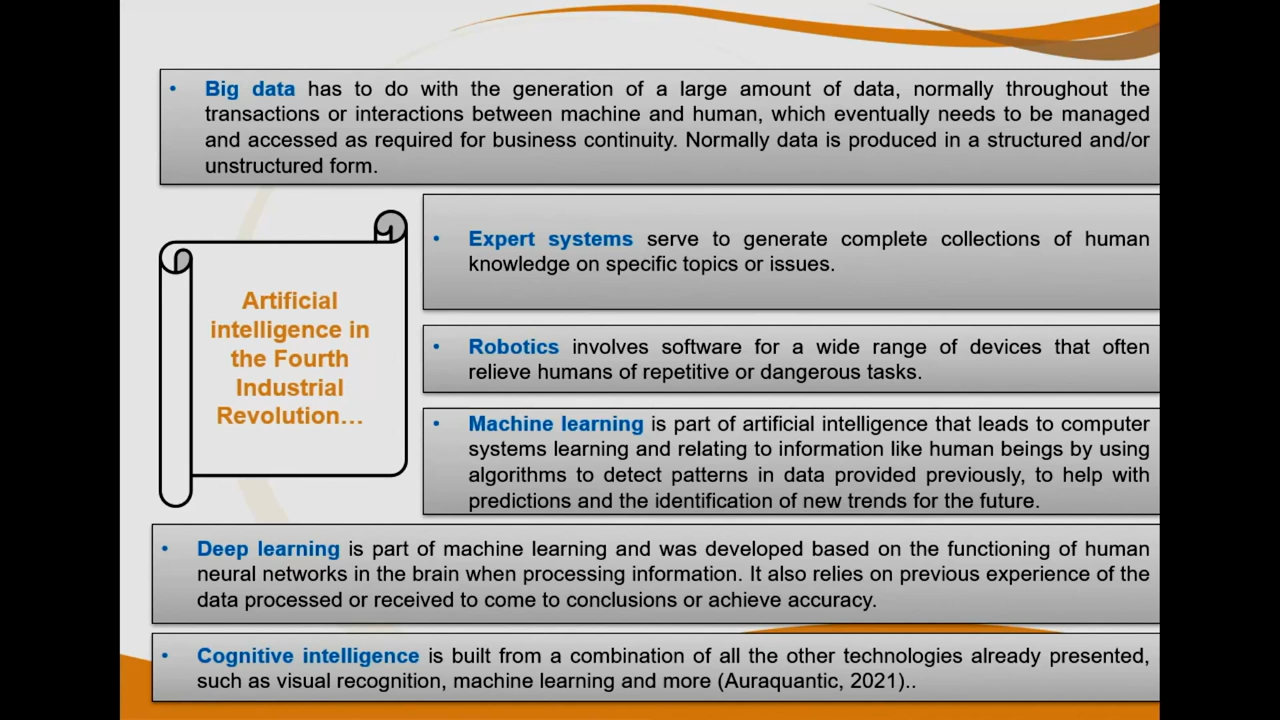 • Big data has to do with the generation of a large amount of data, normally throughout the
transactions or interactions between machine and human, which eventually needs to be managed
and accessed as required for business continuity. Normally data is produced in a structured and/or
unstructured form.
Artificial
intelligence in
the Fourth
Industrial
Revolution…
• Expert systems serve to generate complete collections of human
knowledge on specific topics or issues.
• Robotics involves software for a wide range of devices that often
relieve humans of repetitive or dangerous tasks.
• Machine learning is part of artificial intelligence that leads to computer
systems learning and relating to information like human beings by using
algorithms to detect patterns in data provided previously, to help with
predictions and the identification of new trends for the future.
• Deep learning is part of machine learning and was developed based on the functioning of human
neural networks in the brain when processing information. It also relies on previous experience of the
data processed or received to come to conclusions or achieve accuracy.
• Cognitive intelligence is built from a combination of all the other technologies already presented,
such as visual recognition, machine learning and more (Auraquantic, 2021)..